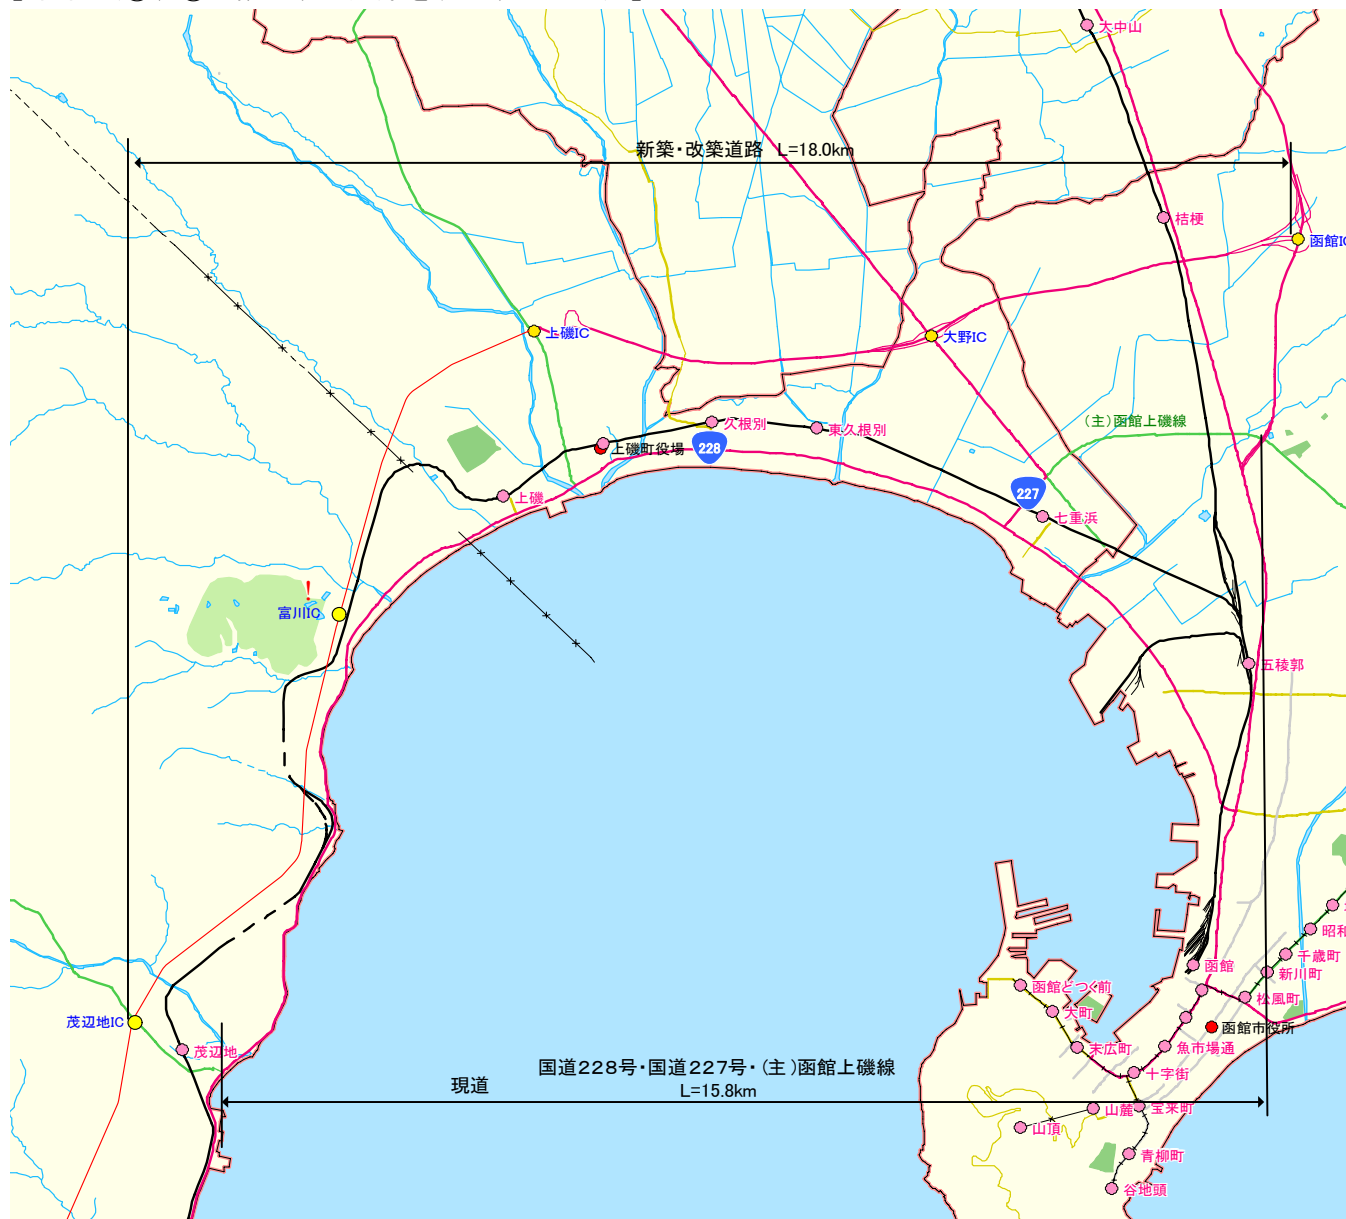 大中山
新築・改築道路 L=18.0km
桔梗
函館IC
上磯IC
大野IC
(主)函館上磯線
久根別
東久根別
上磯町役場
228
上磯
227
七重浜
!
富川IC
五稜郭
昭和
千歳町
函館
新川町
函館どつく前
松風町
大町
茂辺地IC
函館市役所
茂辺地
末広町
魚市場通
国道228号・国道227号・(主)函館上磯線
十字街
現道
L=15.8km
山麓
宝来町
山頂
青柳町
谷地頭